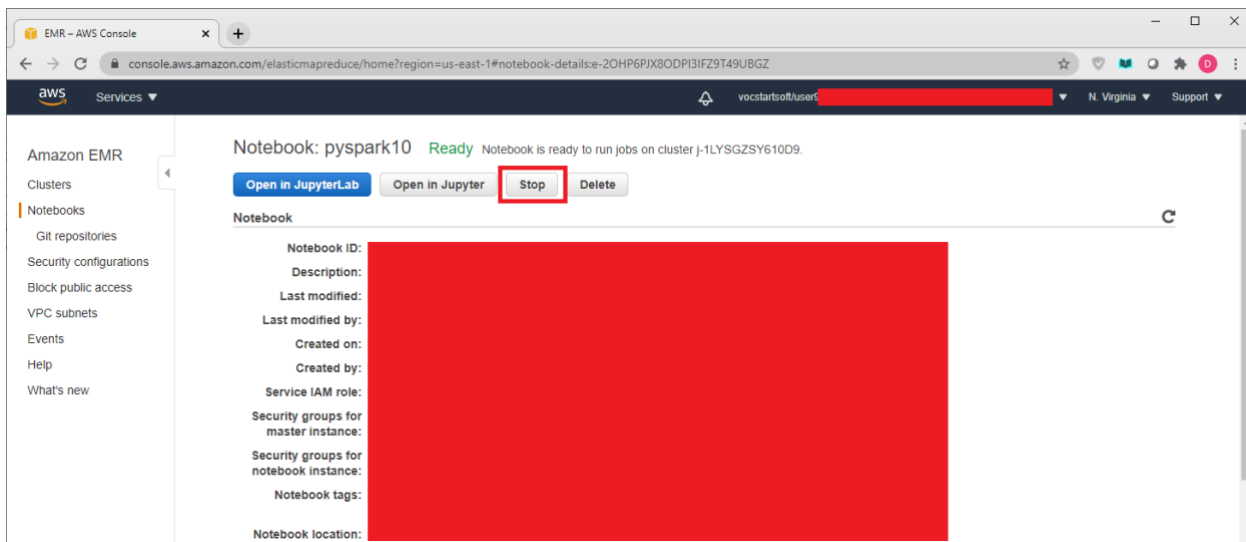 EMR – AWS Console
console.aws.amazon.com/elasticmapreduce/home?region=us-east-1#notebook-details:e-2OHP6PJX8ODPI3IFZ9T49UBGZ
D
aws Services vocstartsoft/user N. Virginia Support
Amazon EMR
Clusters
Notebooks
Git repositories
Security configurations
Block public access
VPC subnets
Events
Help
What's new
Notebook: pyspark10 Ready Notebook is ready to run jobs on cluster j-1LYSGZSY610D9.
Open in JupyterLab Open in Jupyter Stop Delete
Notebook
Notebook ID:
Description:
Last modified:
Last modified by:
Created on:
Created by:
Service IAM role:
Security groups for
master instance:
Security groups for
notebook instance:
Notebook tags:
Notebook location: